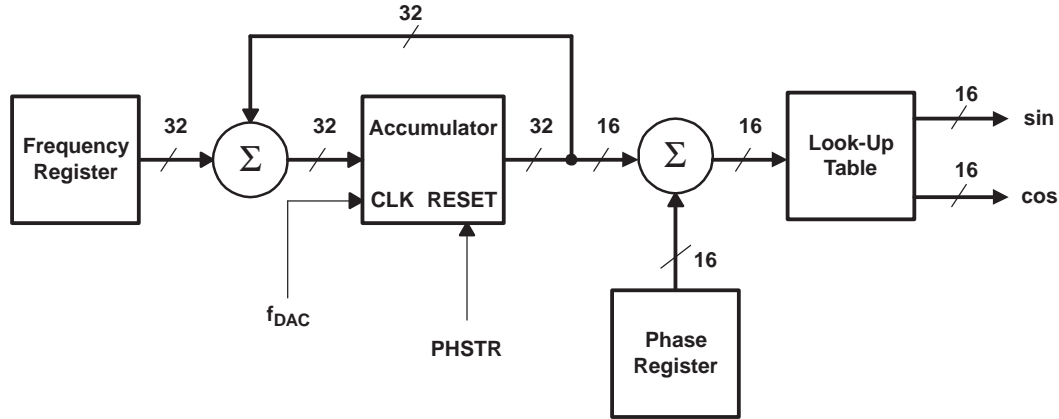 32
Frequency
Register
32
Σ
32
Accumulator
CLK RESET
32
16
Σ
16
Look-Up
Table
16
sin
16
cos
16
fDAC
PHSTR
Phase
Register